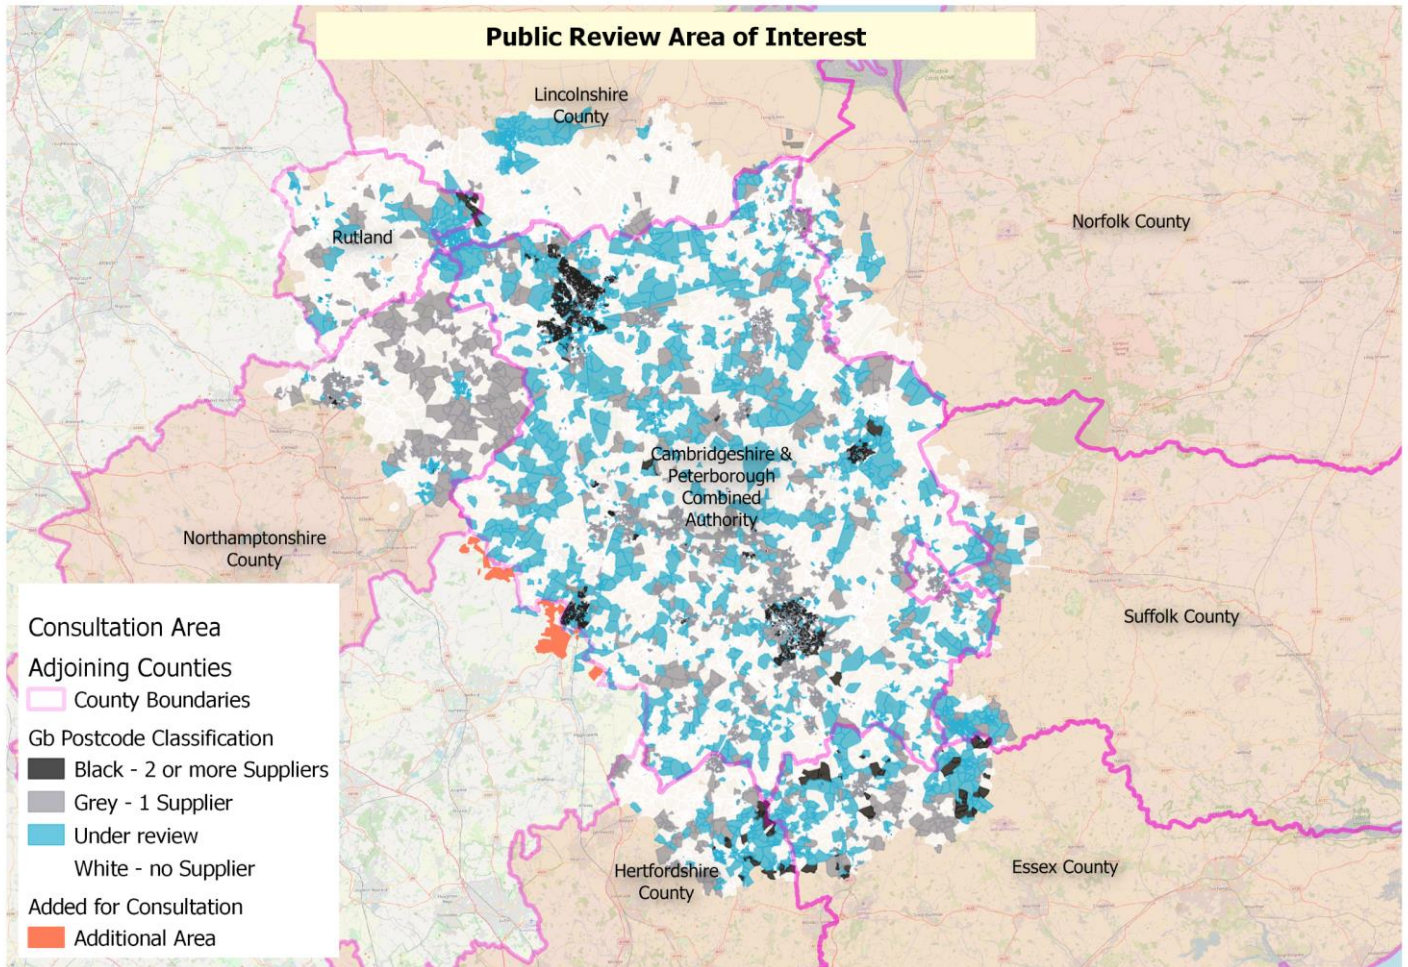 Public Review Area of Interest
Lincolnshire
County
Norfolk County
Rutland
Cambridgeshire &
Peterborough
Combined
Authority
Northamptonshire
County
Suffolk County
Hertfordshire
County
Essex County
Consultation Area
Adjoining Counties
County Boundaries
Gb Postcode Classification
Black - 2 or more Suppliers
Grey - 1 Supplier
Under review
White - no Supplier
Added for Consultation
Additional Area